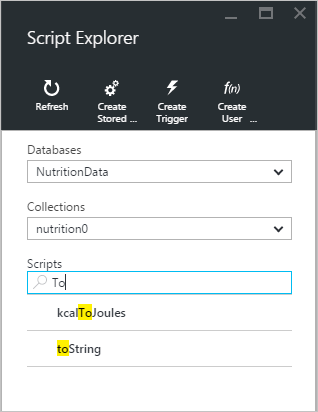 Script Explorer
Refresh
Create Stored ...
Create Trigger
f(n)
Create User ...
Databases
NutritionData
Collections
nutrition0
Scripts
To
kcalToJoules
toString